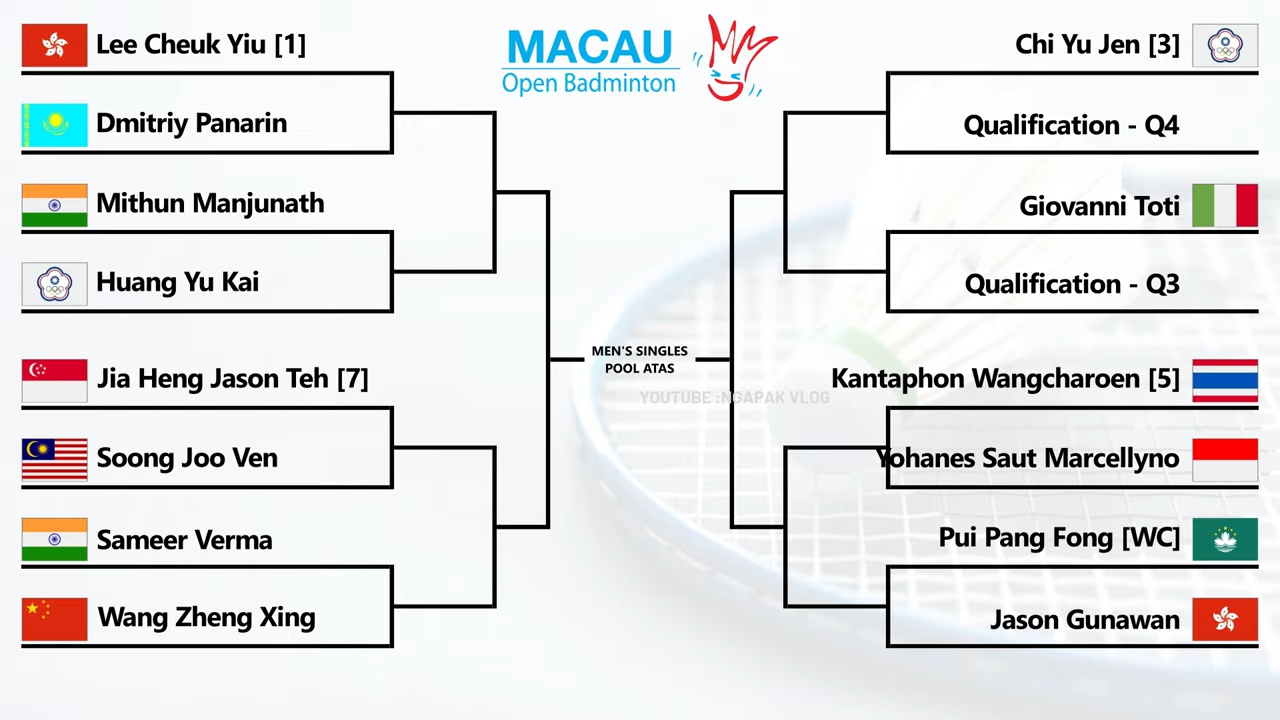 MACAU
Open Badminton
Lee Cheuk Yiu [1]
Dmitriy Panarin
Mithun Manjunath
Huang Yu Kai
Jia Heng Jason Teh [7]
Soong Joo Ven
Sameer Verma
Wang Zheng Xing
MEN'S SINGLES
POOL ATAS
YOUTUBE :NGAPAK VLOG
Chi Yu Jen [3]
Qualification - Q4
Giovanni Toti
Qualification - Q3
Kantaphon Wangcharoen [5]
Yohanes Saut Marcellyno
Pui Pang Fong [WC]
Jason Gunawan